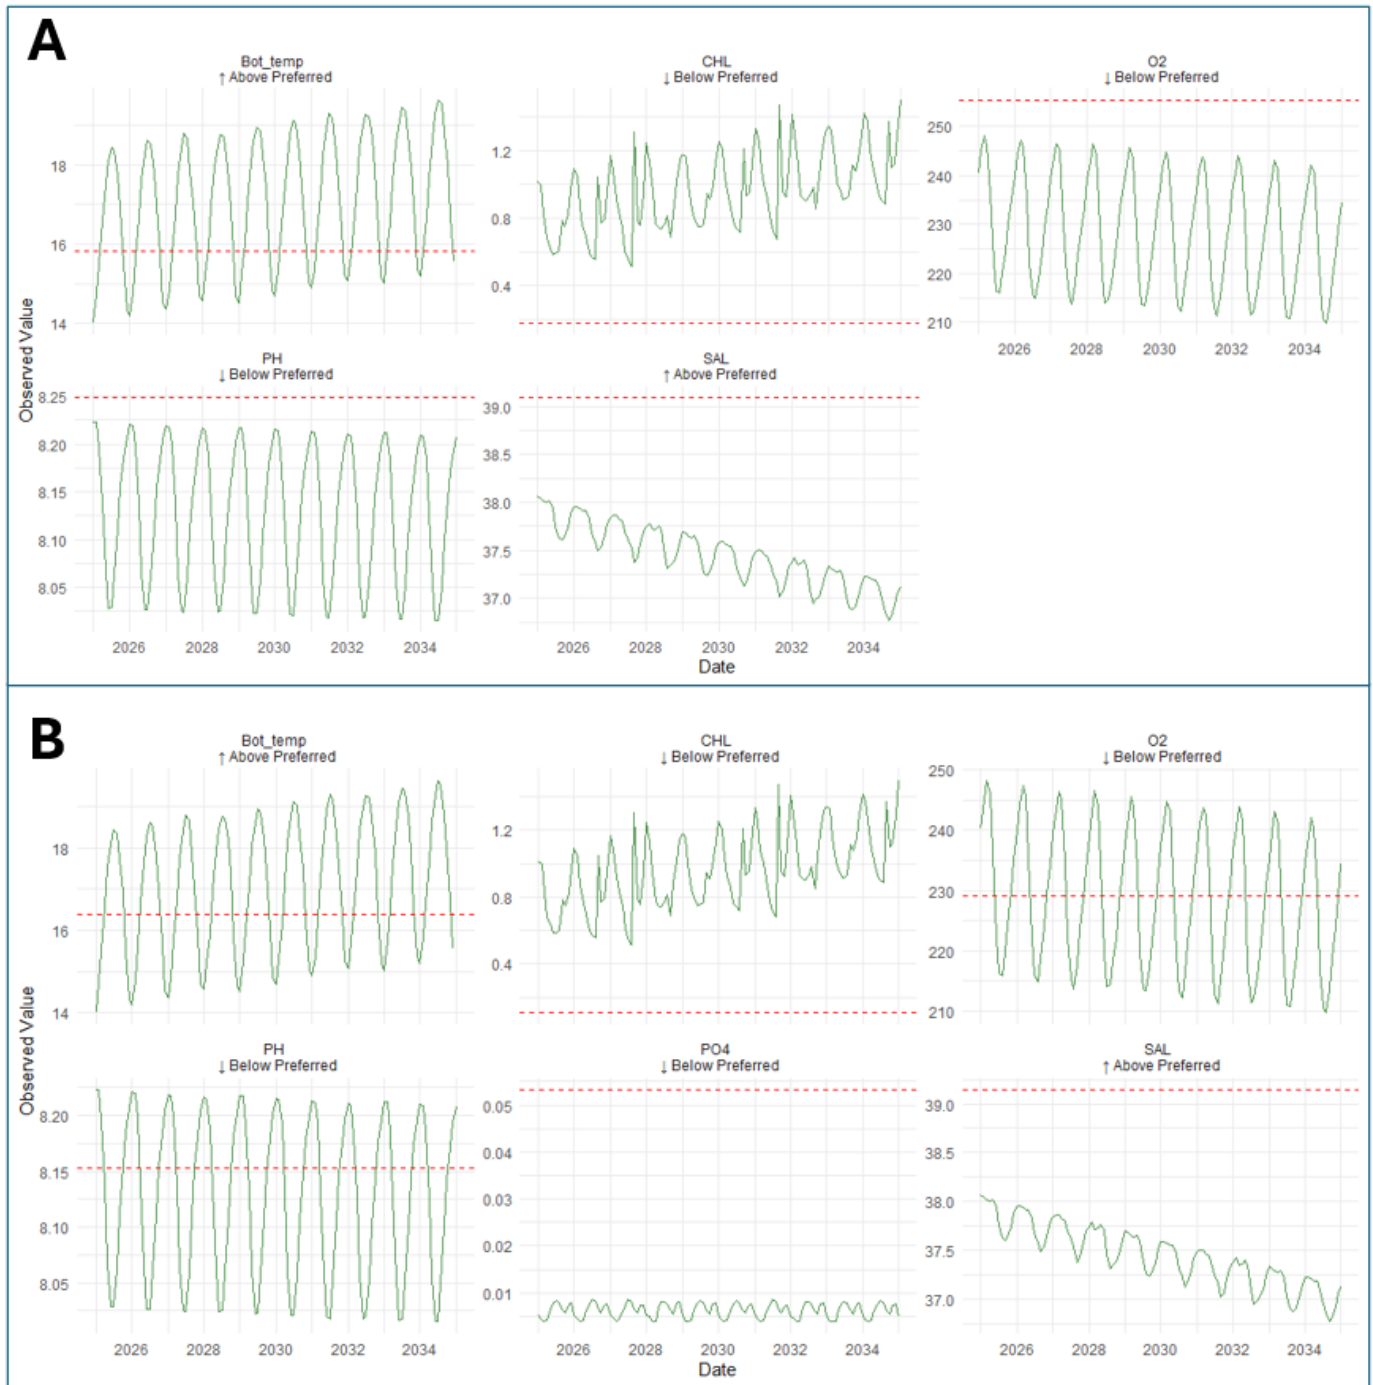 A
Bot_temp
↑ Above Preferred
CHL
↓ Below Preferred
O2
↓ Below Preferred
18
16
14
1.2
0.8
0.4
250
240
230
220
210
2026 2028 2030 2032 2034
Observed Value
PH
↓ Below Preferred
SAL
↑ Above Preferred
8.25
8.20
8.15
8.10
8.05
39.0
38.5
38.0
37.5
37.0
2026 2028 2030 2032 2034
2026 2028 2030 2032 2034
Date
B
Bot_temp
↑ Above Preferred
CHL
↓ Below Preferred
O2
↓ Below Preferred
18
16
14
1.2
0.8
0.4
250
240
230
220
210
Observed Value
PH
↓ Below Preferred
PO4
↓ Below Preferred
SAL
↑ Above Preferred
8.20
8.15
8.10
8.05
0.05
0.04
0.03
0.02
0.01
39.0
38.5
38.0
37.5
37.0
2026 2028 2030 2032 2034
2026 2028 2030 2032 2034
2026 2028 2030 2032 2034
Date